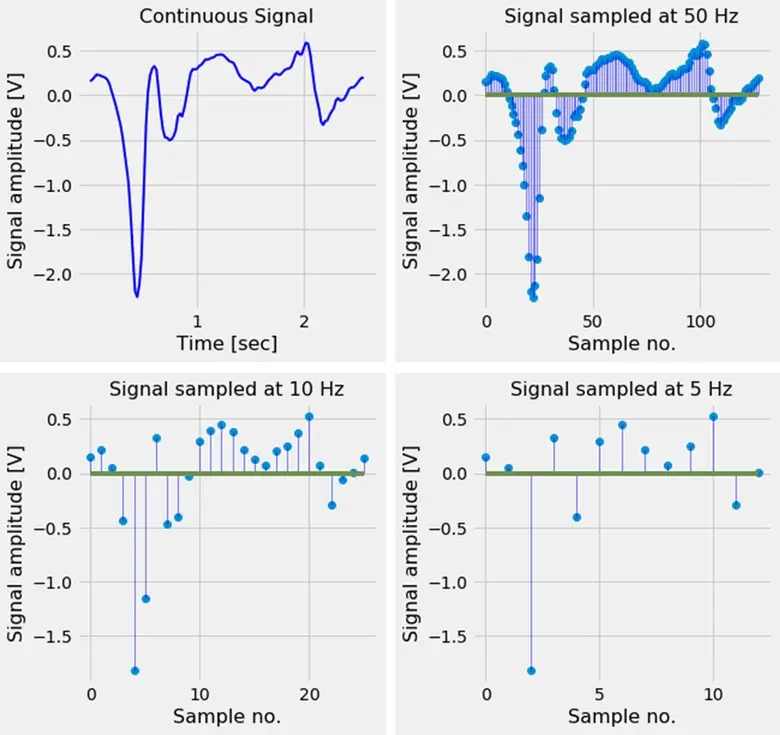 Continuous Signal
Signal amplitude [V]
0.5
0.0
−0.5
−1.0
−1.5
−2.0
1
2
Time [sec]
Signal sampled at 50 Hz
Signal amplitude [V]
0.5
0.0
−0.5
−1.0
−1.5
−2.0
0
50
100
Sample no.
Signal sampled at 10 Hz
Signal amplitude [V]
0.5
0.0
−0.5
−1.0
−1.5
0
10
20
Sample no.
Signal sampled at 5 Hz
Signal amplitude [V]
0.5
0.0
−0.5
−1.0
−1.5
0
5
10
Sample no.